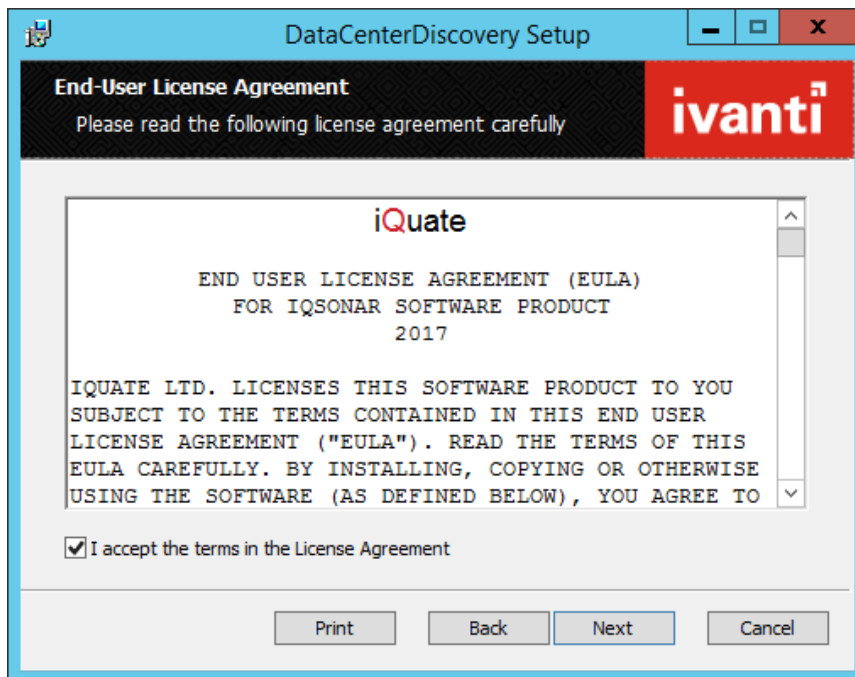 DataCenterDiscovery Setup
End-User License Agreement
Please read the following license agreement carefully
ivanti
iQuate
END USER LICENSE AGREEMENT (EULA)
FOR IQSONAR SOFTWARE PRODUCT
2017
IQUATE LTD. LICENSES THIS SOFTWARE PRODUCT TO YOU
SUBJECT TO THE TERMS CONTAINED IN THIS END USER
LICENSE AGREEMENT ("EULA"). READ THE TERMS OF THIS
EULA CAREFULLY. BY INSTALLING, COPYING OR OTHERWISE
USING THE SOFTWARE (AS DEFINED BELOW), YOU AGREE TO
I accept the terms in the License Agreement
Print Back Next Cancel